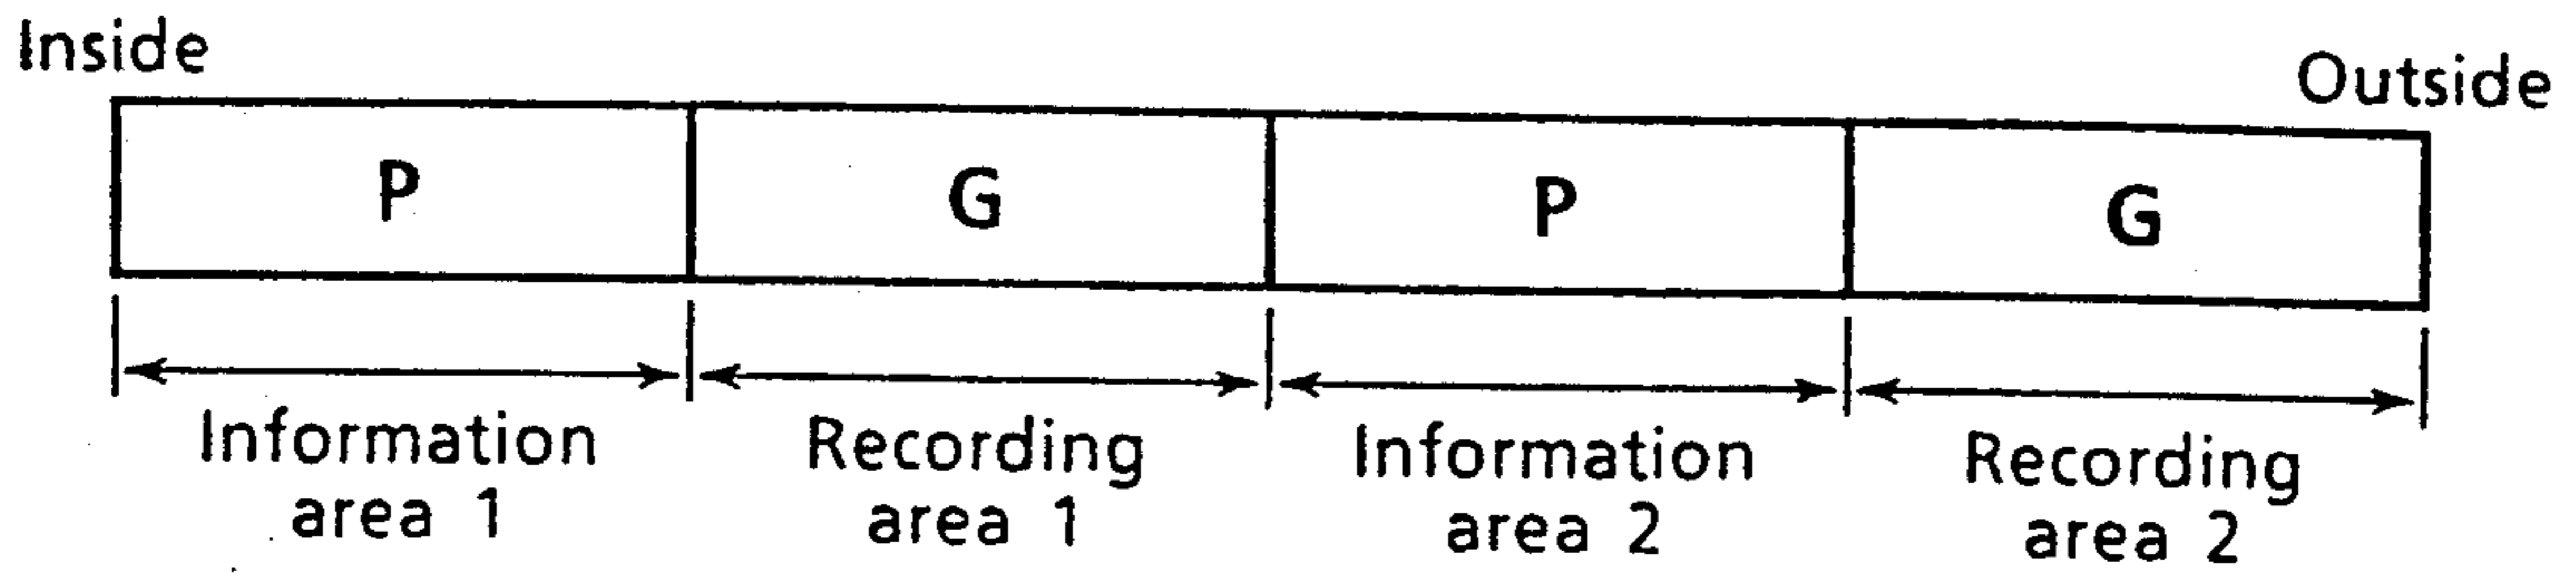 Inside
Outside
P G P G
Information area 1
Recording area 1
Information area 2
Recording area 2